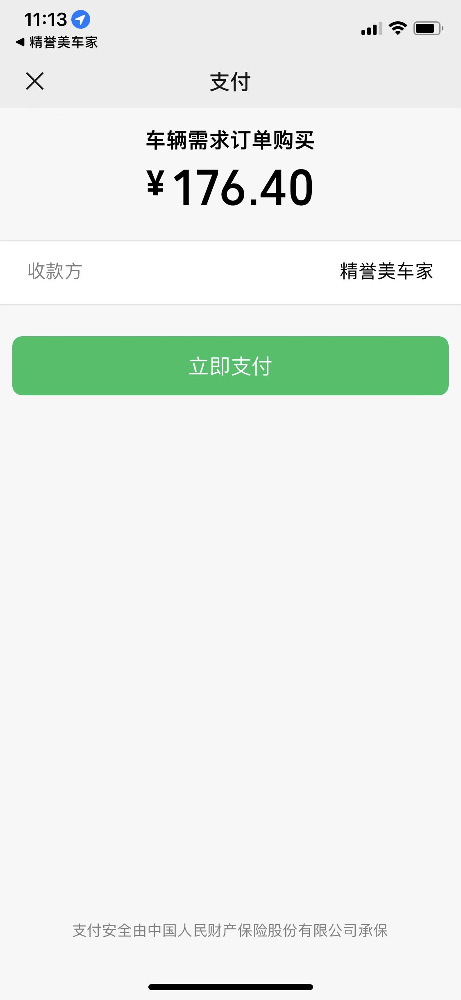 11:13
精誉美车家
支付
车辆需求订单购买
¥176.40
收款方 精誉美车家
立即支付
支付安全由中国人民财产保险股份有限公司承保